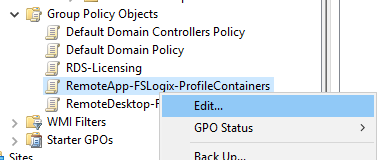 Group Policy Objects
Default Domain Controllers Policy
Default Domain Policy
RDS-Licensing
RemoteApp-FSLogix-ProfileContainers
RemoteDesktop-F
Edit...
WMI Filters
GPO Status
Starter GPOs
Back Up...
Sites